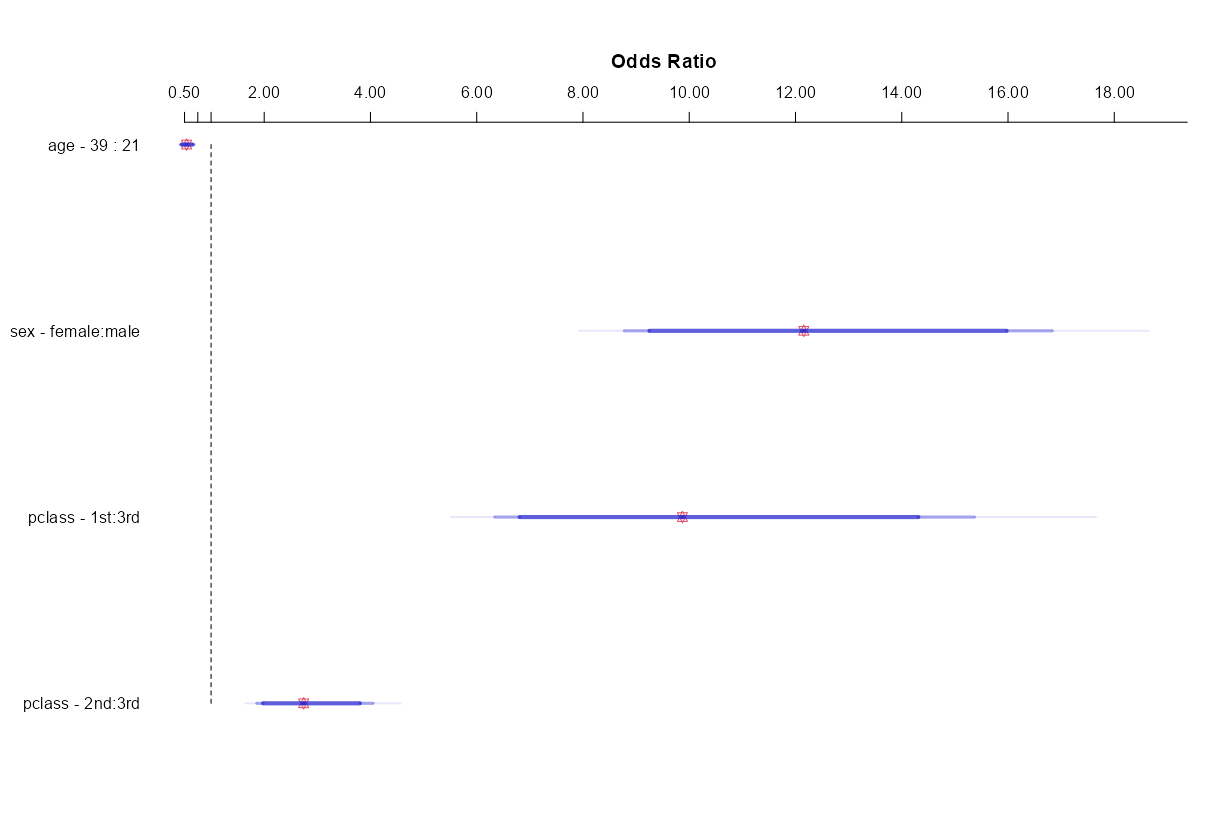 Odds Ratio
0.50 2.00 4.00 6.00 8.00 10.00 12.00 14.00 16.00 18.00
age - 39 : 21
sex - female:male
pclass - 1st:3rd
pclass - 2nd:3rd